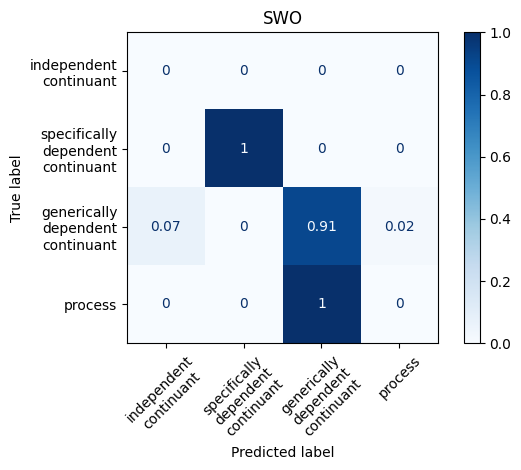 SWO
independent
continuant
0 0 0 0
specifically
dependent
continuant
0 1 0 0
generically
dependent
continuant
0.07 0 0.91 0.02
process
0 0 1 0
True label
independent
continuant
specifically
dependent
continuant
generically
dependent
continuant
process
Predicted label
1.0
0.8
0.6
0.4
0.2
0.0